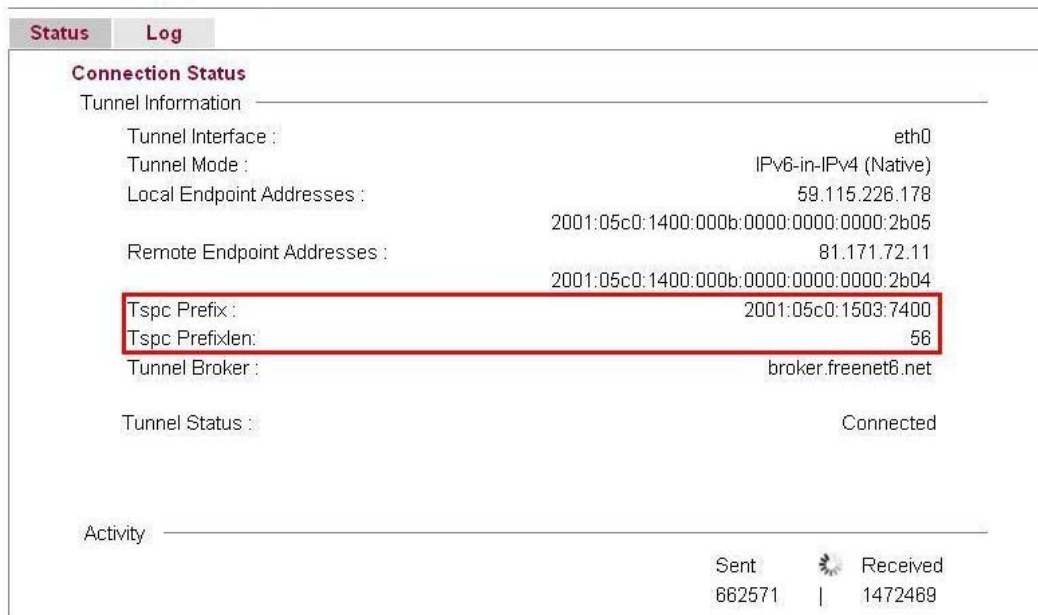 Status Log
Connection Status
Tunnel Information
Tunnel Interface : eth0
Tunnel Mode : IPv6-in-IPv4 (Native)
Local Endpoint Addresses : 59.115.226.178
2001:05c0:1400:000b:0000:0000:0000:2b05
Remote Endpoint Addresses : 81.171.72.11
2001:05c0:1400:000b:0000:0000:0000:2b04
Tspc Prefix : 2001:05c0:1503:7400
Tspc Prefixlen: 56
Tunnel Broker : broker.freenet6.net
Tunnel Status : Connected
Activity
Sent Received
662571 | 1472469